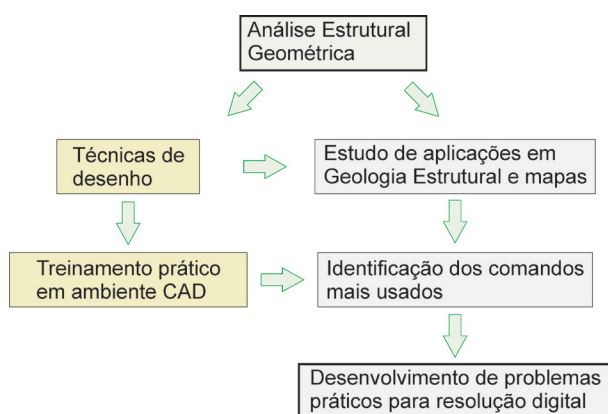 Análise Estrutural
Geométrica
Técnicas de
desenho
Estudo de aplicações em
Geologia Estrutural e mapas
Treinamento prático
em ambiente CAD
Identificação dos comandos
mais usados
Desenvolvimento de problemas
práticos para resolução digital